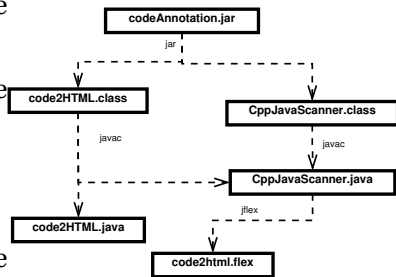 e
codeAnnotation.jar
jar
e
code2HTML.class
CppJavaScanner.class
javac
javac
CppJavaScanner.java
jflex
code2HTML.java
e
code2html.flex